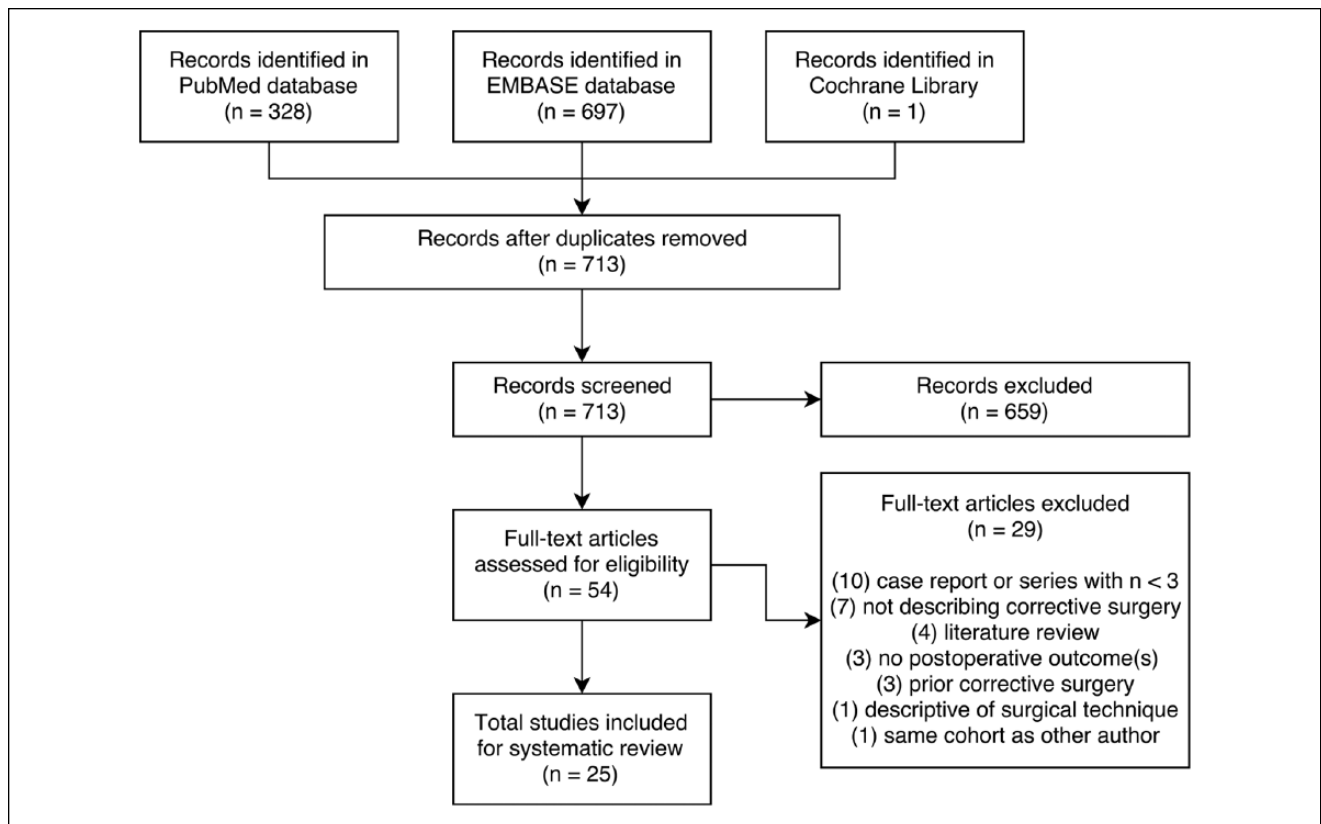 Records identified in
PubMed database
(n = 328)
Records identified in
EMBASE database
(n = 697)
Records identified in
Cochrane Library
(n = 1)
Records after duplicates removed
(n = 713)
Records screened
(n = 713)
Records excluded
(n = 659)
Full-text articles
assessed for eligibility
(n = 54)
Full-text articles excluded
(n = 29)
(10) case report or series with n < 3
(7) not describing corrective surgery
(4) literature review
(3) no postoperative outcome(s)
(3) prior corrective surgery
(1) descriptive of surgical technique
(1) same cohort as other author
Total studies included
for systematic review
(n = 25)